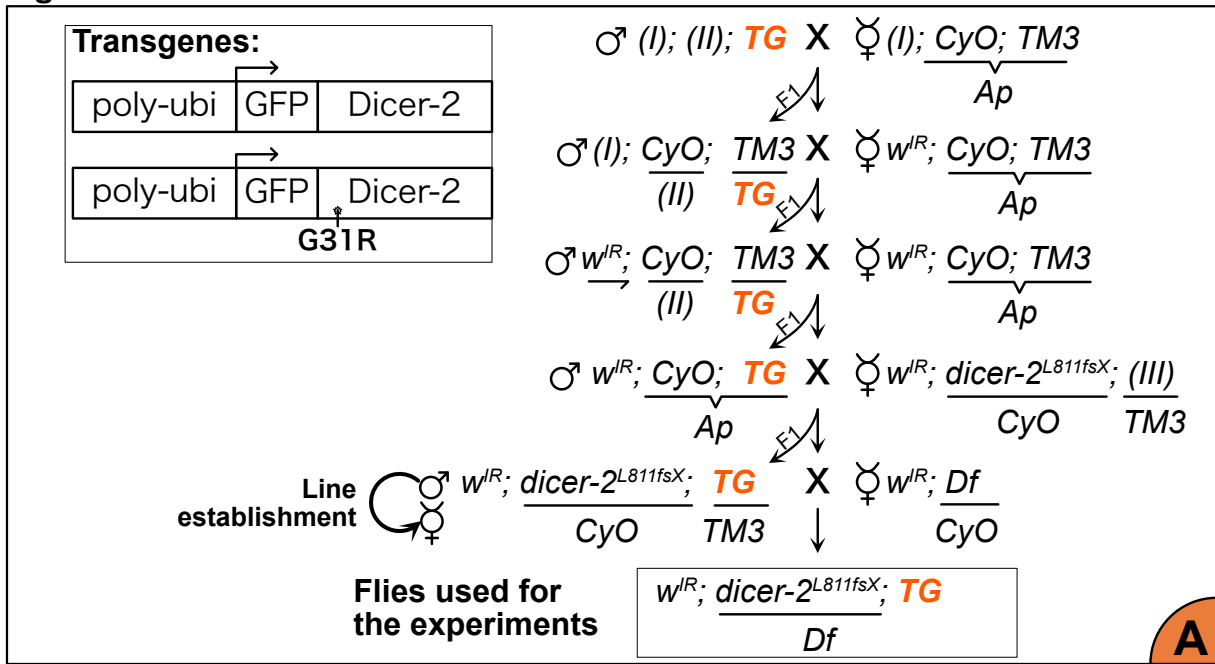 Transgenes:
poly-ubi GFP Dicer-2
poly-ubi GFP Dicer-2
G31R
♂ (I); (II); TG X ☿ (I); CyO; TM3
Ap
F1
♂ (I); CyO; TM3 X ☿ w^IR; CyO; TM3
(II) TG Ap
F1
♂ w^IR; CyO; TM3 X ☿ w^IR; CyO; TM3
(II) TG Ap
F1
♂ w^IR; CyO; TG X ☿ w^IR; dicer-2^L811fsX; (III)
Ap CyO TM3
F1
Line establishment ♂ ☿ w^IR; dicer-2^L811fsX; TG X ☿ w^IR; Df
CyO TM3 CyO
Flies used for
the experiments
w^IR; dicer-2^L811fsX; TG
Df
A